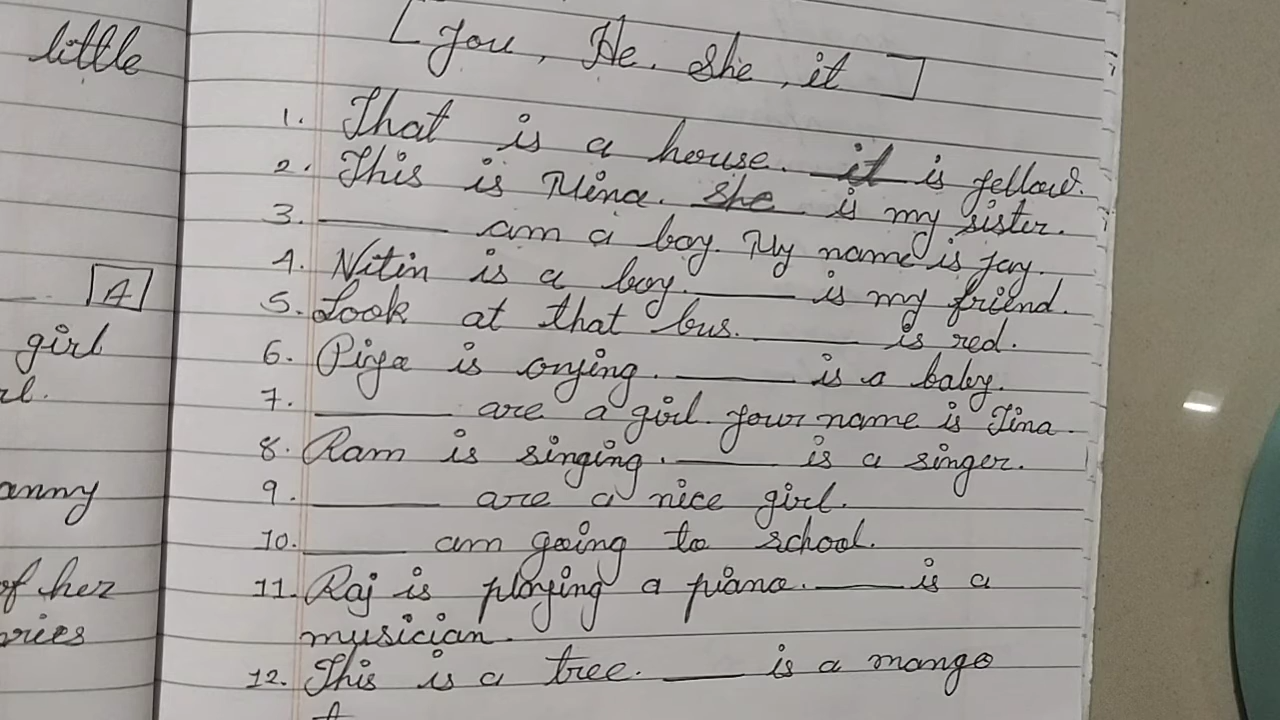 little
[A]
girl
rl.
anny
of her
ories
[you, He, she, it]
1. That is a house. it is yellow.
2. This is Mina. She is my sister.
3. ______ am a boy. My name is Jay.
4. Nitin is a boy. ______ is my friend.
5. Look at that bus. ______ is red.
6. Piya is crying. ______ is a baby.
7. ______ are a girl. your name is Tina.
8. Ram is singing. ______ is a singer.
9. ______ are a nice girl.
10. ______ am going to school.
11. Raj is playing a piano. ______ is a
musician.
12. This is a tree. ______ is a mango